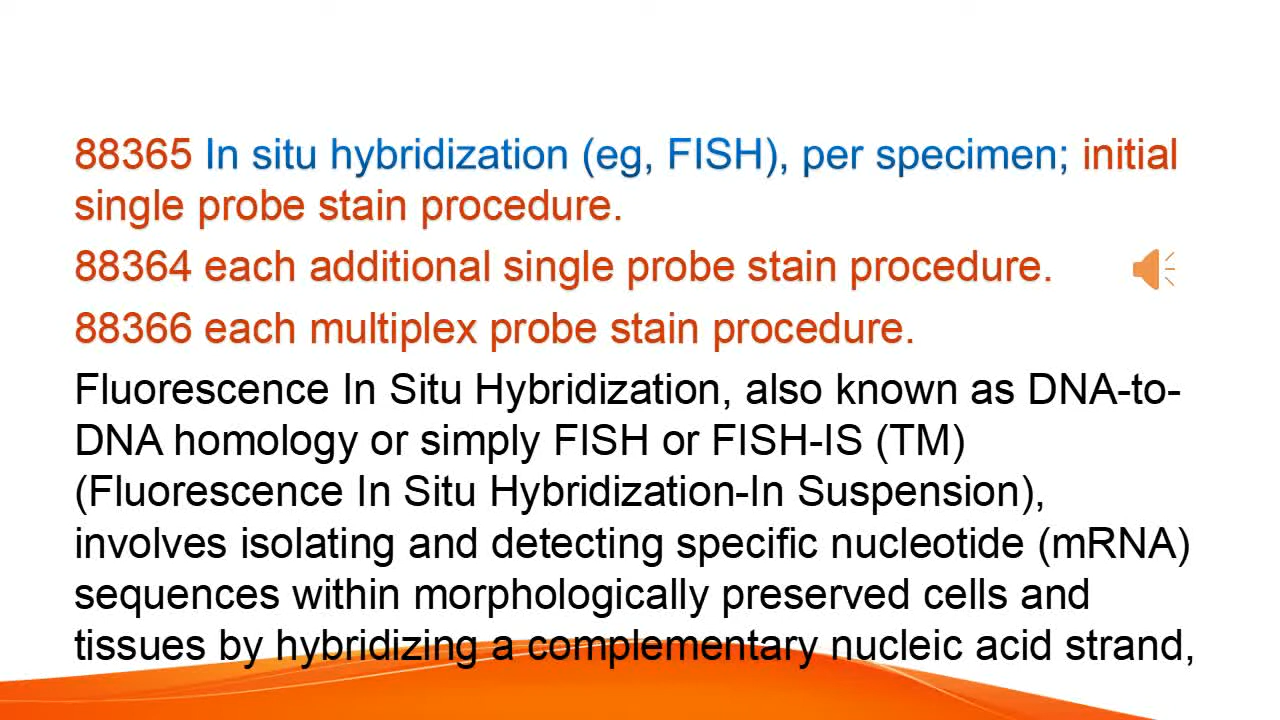 88365 In situ hybridization (eg, FISH), per specimen; initial
single probe stain procedure.
88364 each additional single probe stain procedure.
88366 each multiplex probe stain procedure.
Fluorescence In Situ Hybridization, also known as DNA-to-
DNA homology or simply FISH or FISH-IS (TM)
(Fluorescence In Situ Hybridization-In Suspension),
involves isolating and detecting specific nucleotide (mRNA)
sequences within morphologically preserved cells and
tissues by hybridizing a complementary nucleic acid strand,